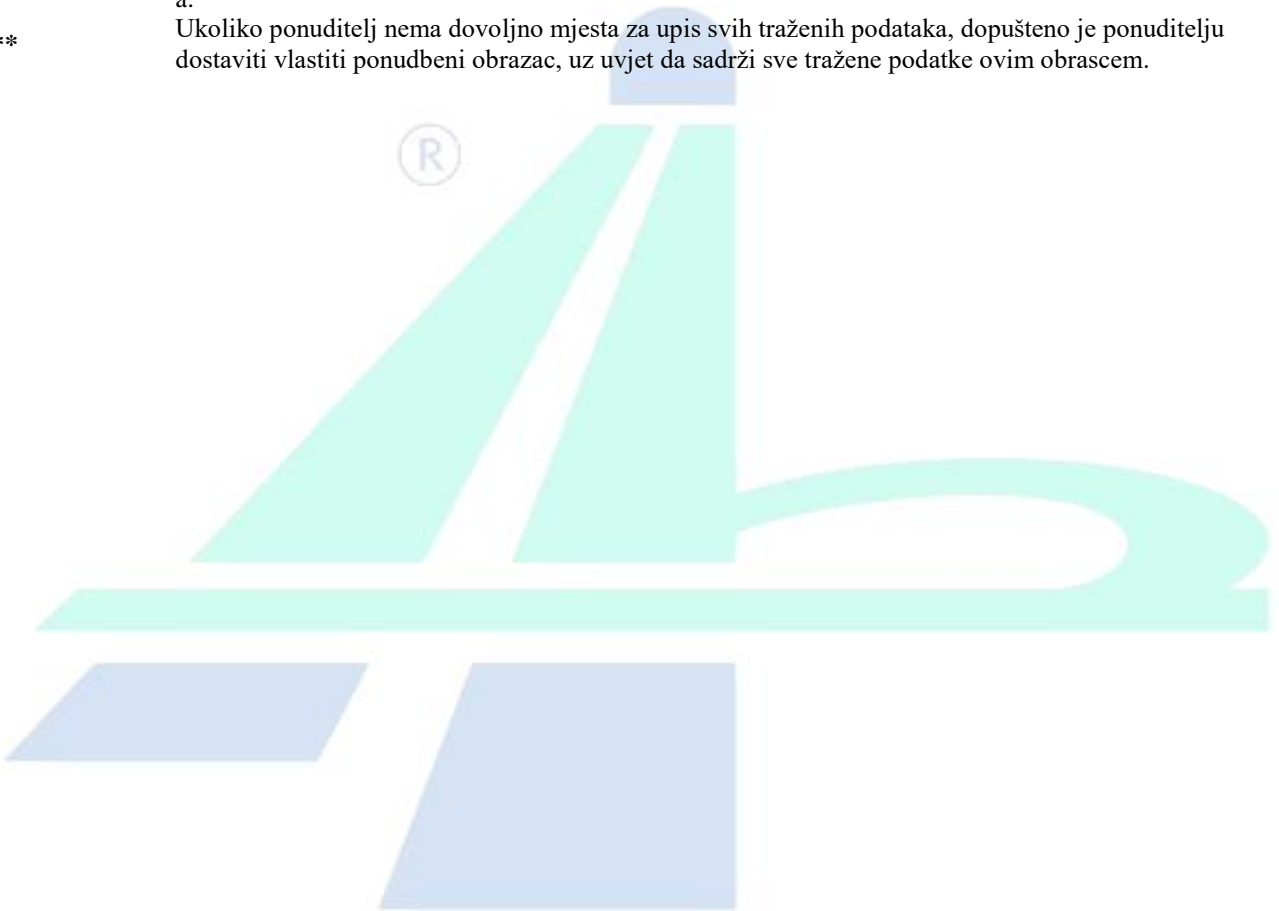 a.
** Ukoliko ponuditelj nema dovoljno mjesta za upis svih traženih podataka, dopušteno je ponuditelju
dostaviti vlastiti ponudbeni obrazac, uz uvjet da sadrži sve tražene podatke ovim obrascem.
®